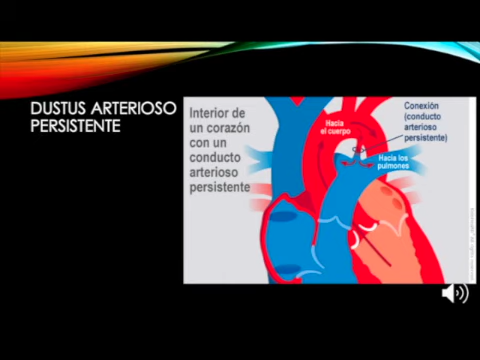 DUSTUS ARTERIOSO
PERSISTENTE
Interior de
un corazón
con un
conducto
arterioso
persistente
Hacia
el cuerpo
Conexión
(conducto
arterioso
persistente)
Hacia los
pulmones